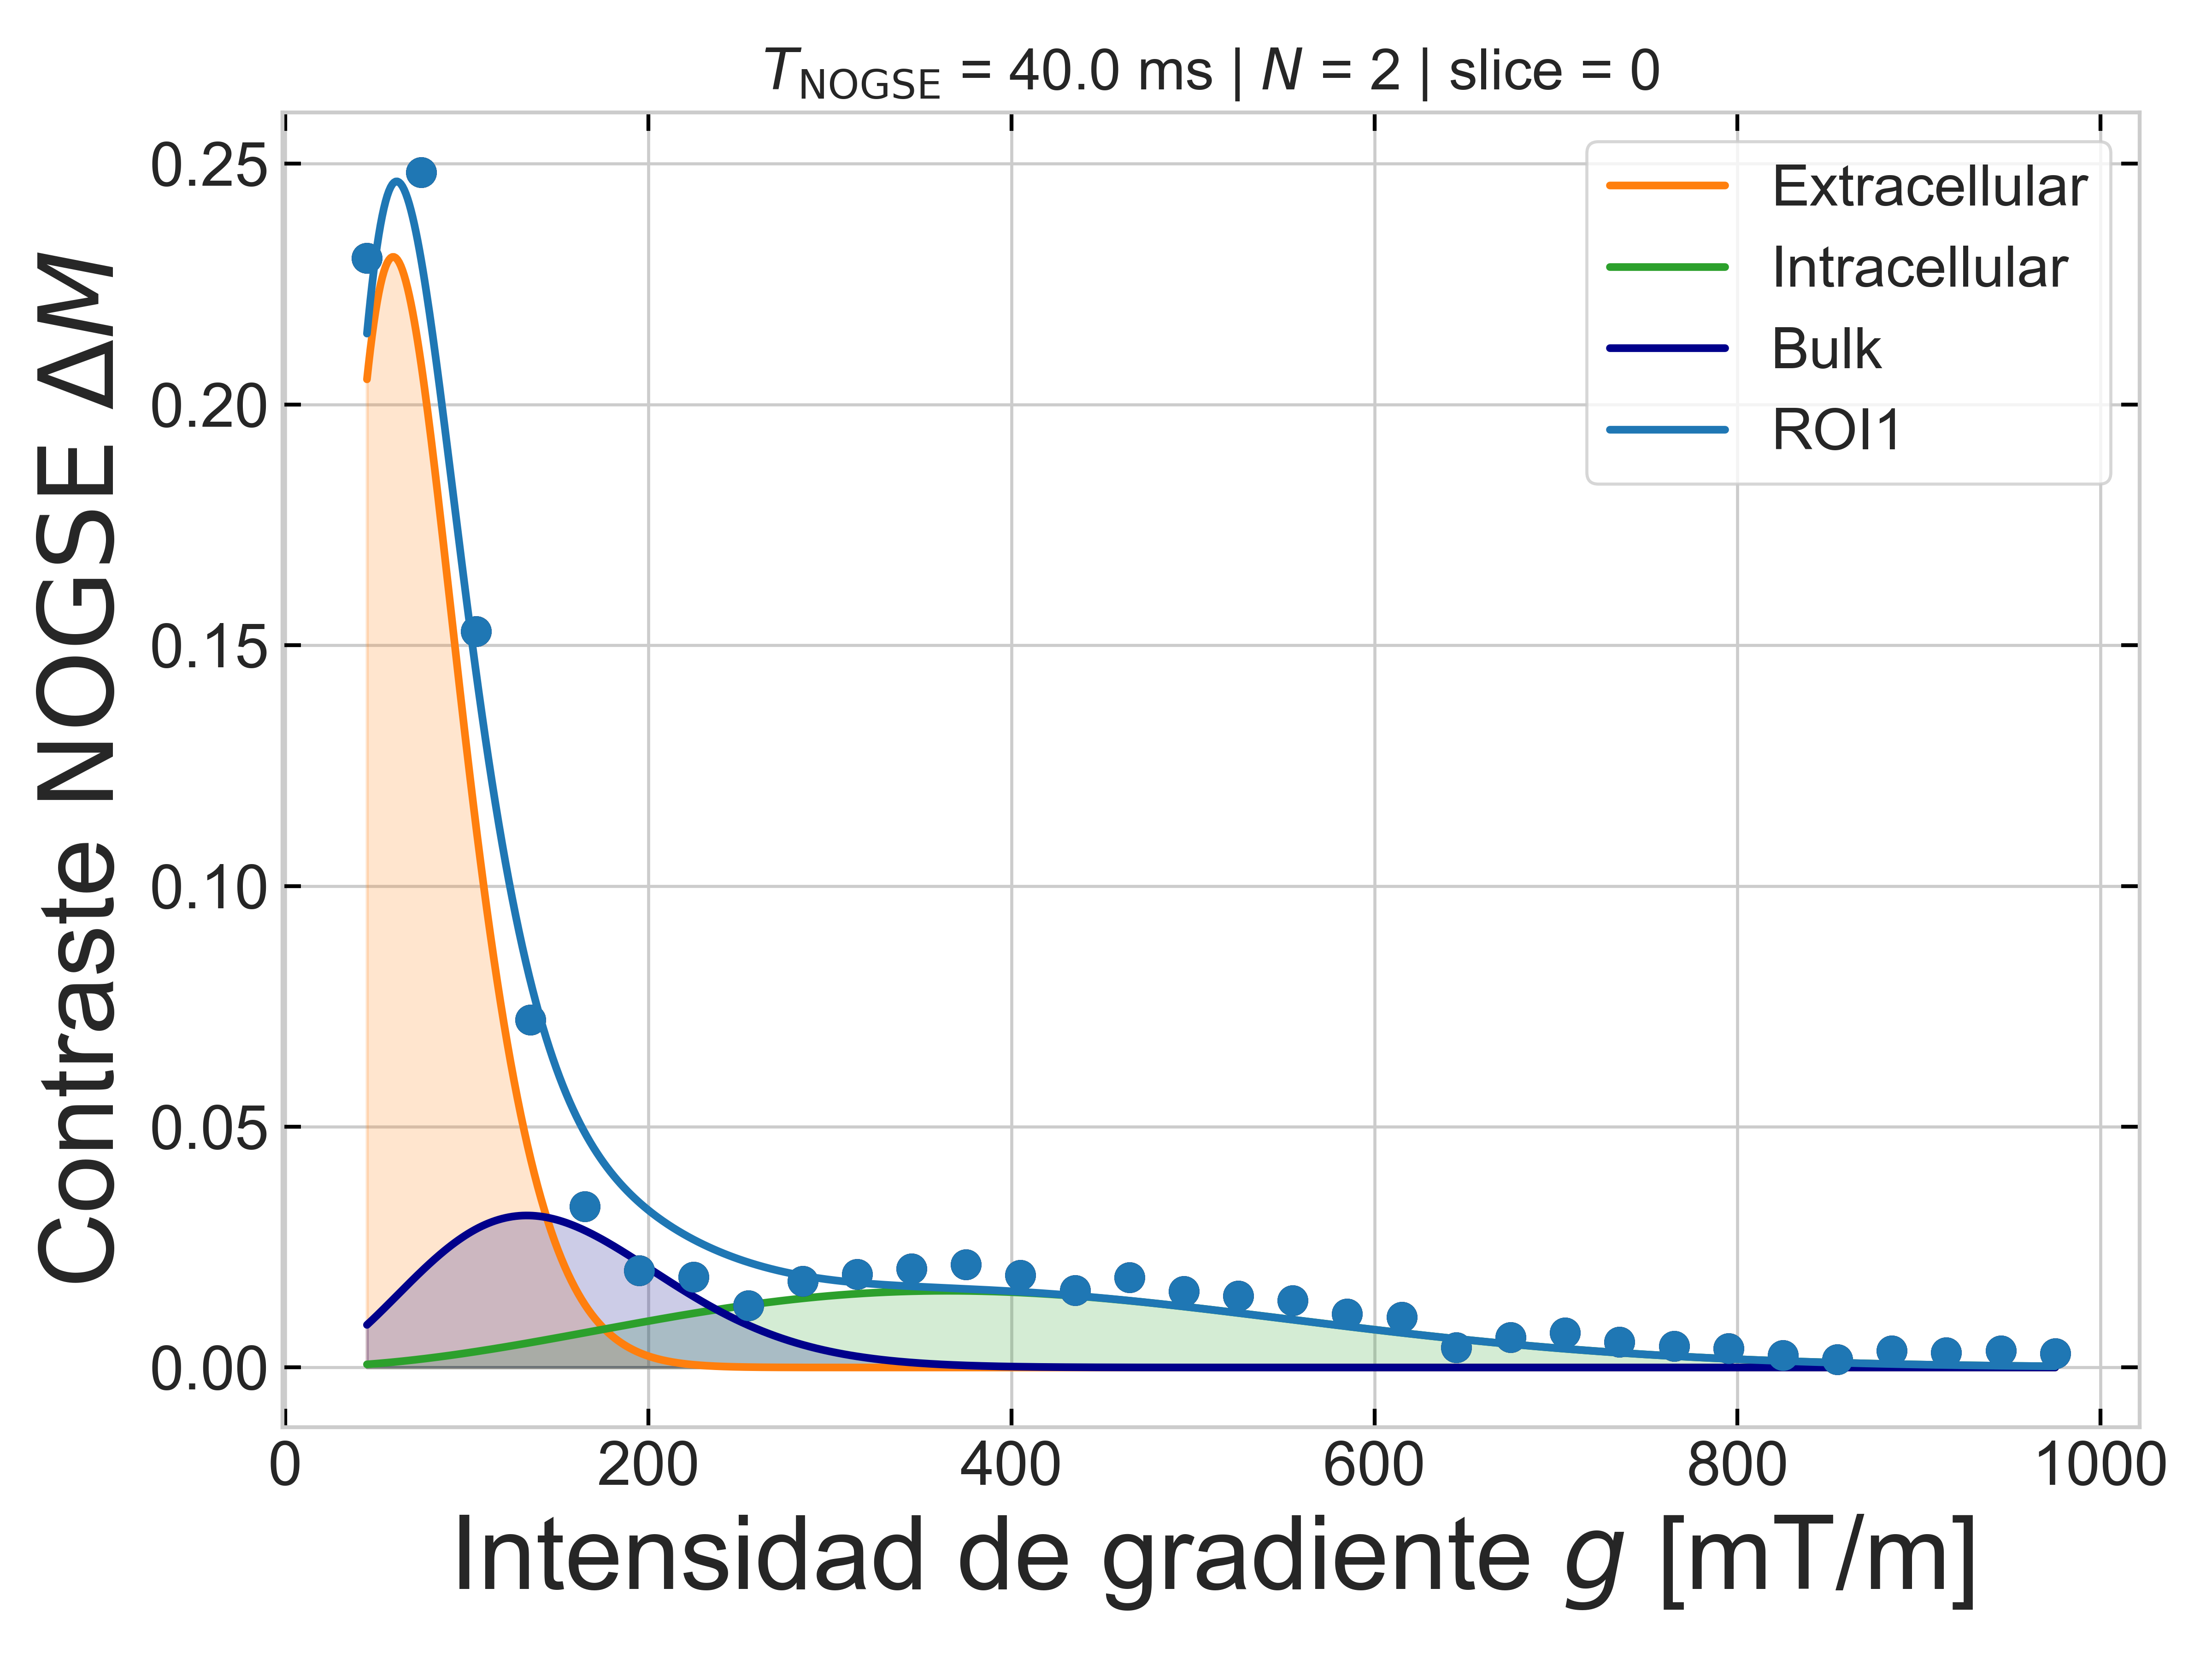 T_NOGSE = 40.0 ms | N = 2 | slice = 0
Contraste NOGSE ΔM
0.25
0.20
0.15
0.10
0.05
0.00
Extracellular
Intracellular
Bulk
ROI1
0 200 400 600 800 1000
Intensidad de gradiente g [mT/m]